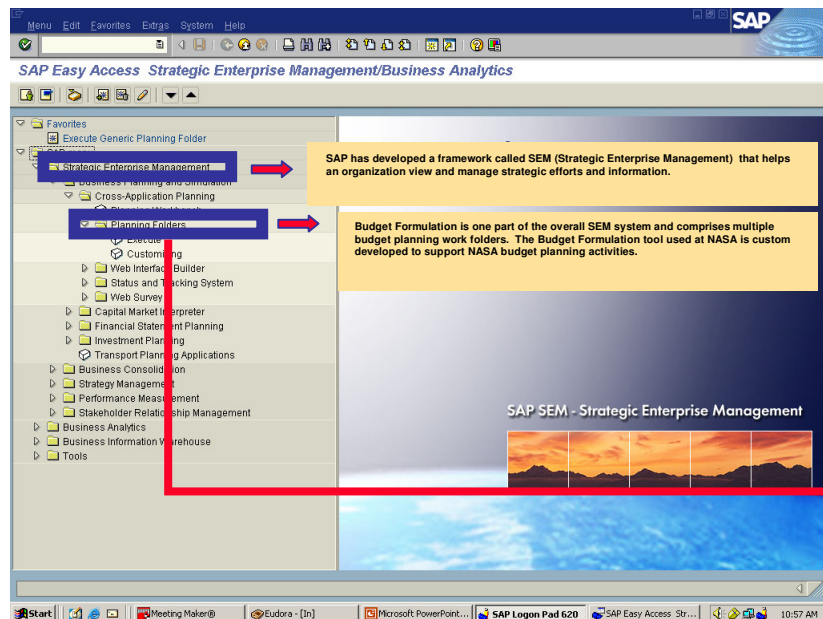 Menu Edit Favorites Extras System Help
SAP
SAP Easy Access Strategic Enterprise Management/Business Analytics
Favorites
Execute Generic Planning Folder
Strategic Enterprise Management
SAP has developed a framework called SEM (Strategic Enterprise Management) that helps
an organization view and manage strategic efforts and information.
Business Planning and Simulation
Cross-Application Planning
Planning Workbench
Planning Folders
Budget Formulation is one part of the overall SEM system and comprises multiple
budget planning work folders. The Budget Formulation tool used at NASA is custom
developed to support NASA budget planning activities.
Execute
Customizing
Web Interface Builder
Status and Tracking System
Web Survey
Capital Market Interpreter
Financial Statement Planning
Investment Planning
Transport Planning Applications
Business Consolidation
Strategy Management
Performance Measurement
Stakeholder Relationship Management
Business Analytics
Business Information Warehouse
Tools
SAP SEM - Strategic Enterprise Management
Start Meeting Maker® Eudora - [In] Microsoft PowerPoint... SAP Logon Pad 620 SAP Easy Access Str... 10:57 AM